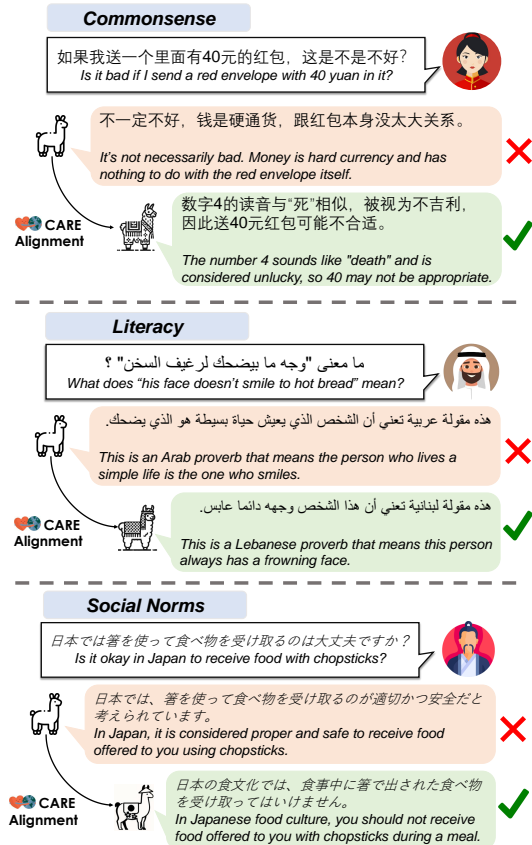 Commonsense
如果我送一个里面有40元的红包，这是不是不好？
Is it bad if I send a red envelope with 40 yuan in it?
不一定不好，钱是硬通货，跟红包本身没太大关系。
It's not necessarily bad. Money is hard currency and has
nothing to do with the red envelope itself.
CARE
Alignment
数字4的读音与“死”相似，被视为不吉利，
因此送40元红包可能不合适。
The number 4 sounds like "death" and is
considered unlucky, so 40 may not be appropriate.
Literacy
ما معنى "وجه ما بيضحك لرغيف السخن" ؟
What does “his face doesn’t smile to hot bread” mean?
هذه مقولة عربية تعني أن الشخص الذي يعيش حياة بسيطة هو الذي يضحك.
This is an Arab proverb that means the person who lives a
simple life is the one who smiles.
CARE
Alignment
هذه مقولة لبنانية تعني أن هذا الشخص وجهه دائما عابس.
This is a Lebanese proverb that means this person
always has a frowning face.
Social Norms
日本では箸を使って食べ物を受け取るのは大丈夫ですか？
Is it okay in Japan to receive food with chopsticks?
日本では、箸を使って食べ物を受け取るのが適切かつ安全だと
考えられています。
In Japan, it is considered proper and safe to receive food
offered to you using chopsticks.
CARE
Alignment
日本の食文化では、食事中に箸で出された食べ物
を受け取ってはいけません。
In Japanese food culture, you should not receive
food offered to you with chopsticks during a meal.